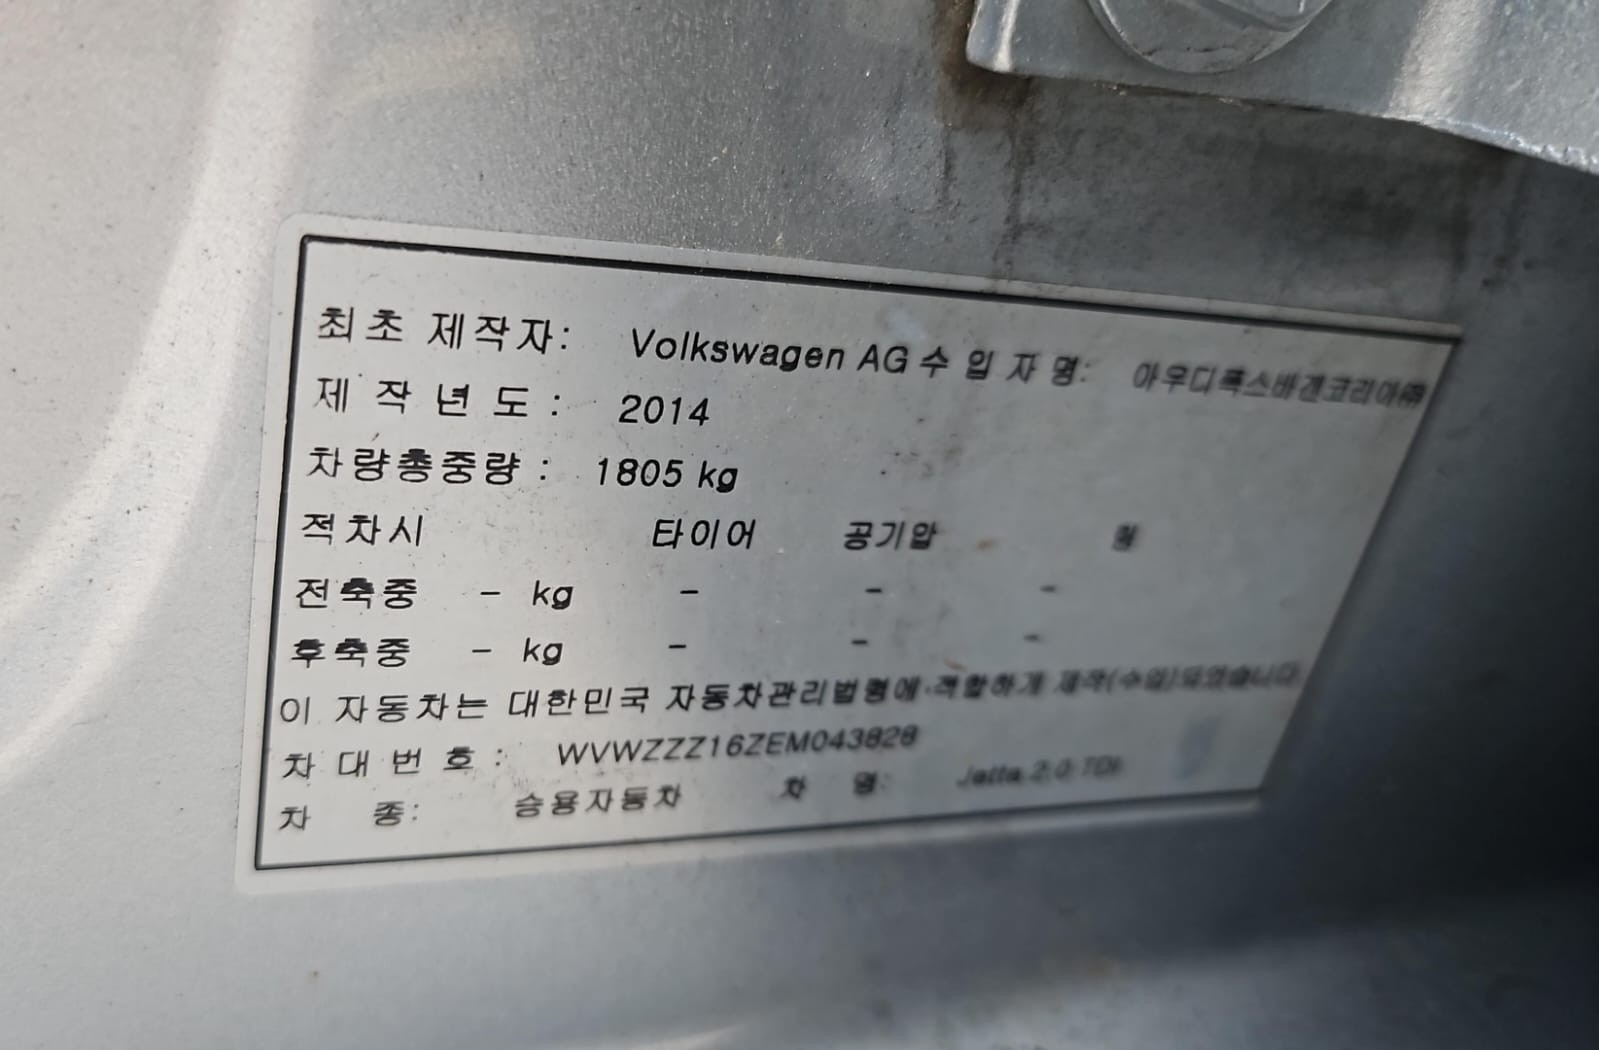 최초 제작자: Volkswagen AG 수 입 자 명: 아우디폭스바겐코리아㈜
제 작 년 도 : 2014
차량총중량 : 1805 kg
적차시 타이어 공기압 림
전축중 - kg - - -
후축중 - kg - - -
이 자동차는 대한민국 자동차관리법령에 적합하게 제작(수입)되었습니다
차 대 번 호 : WVWZZZ16ZEM043828
차 종: 승용자동차 차 명: Jetta 2.0 TDI